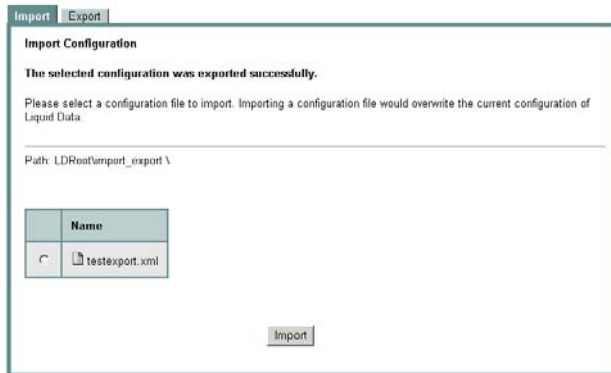 Import Export
Import Configuration
The selected configuration was exported successfully.
Please select a configuration file to import. Importing a configuration file would overwrite the current configuration of
Liquid Data.
Path: LDRoot\import_export \
Name
testexport.xml
Import